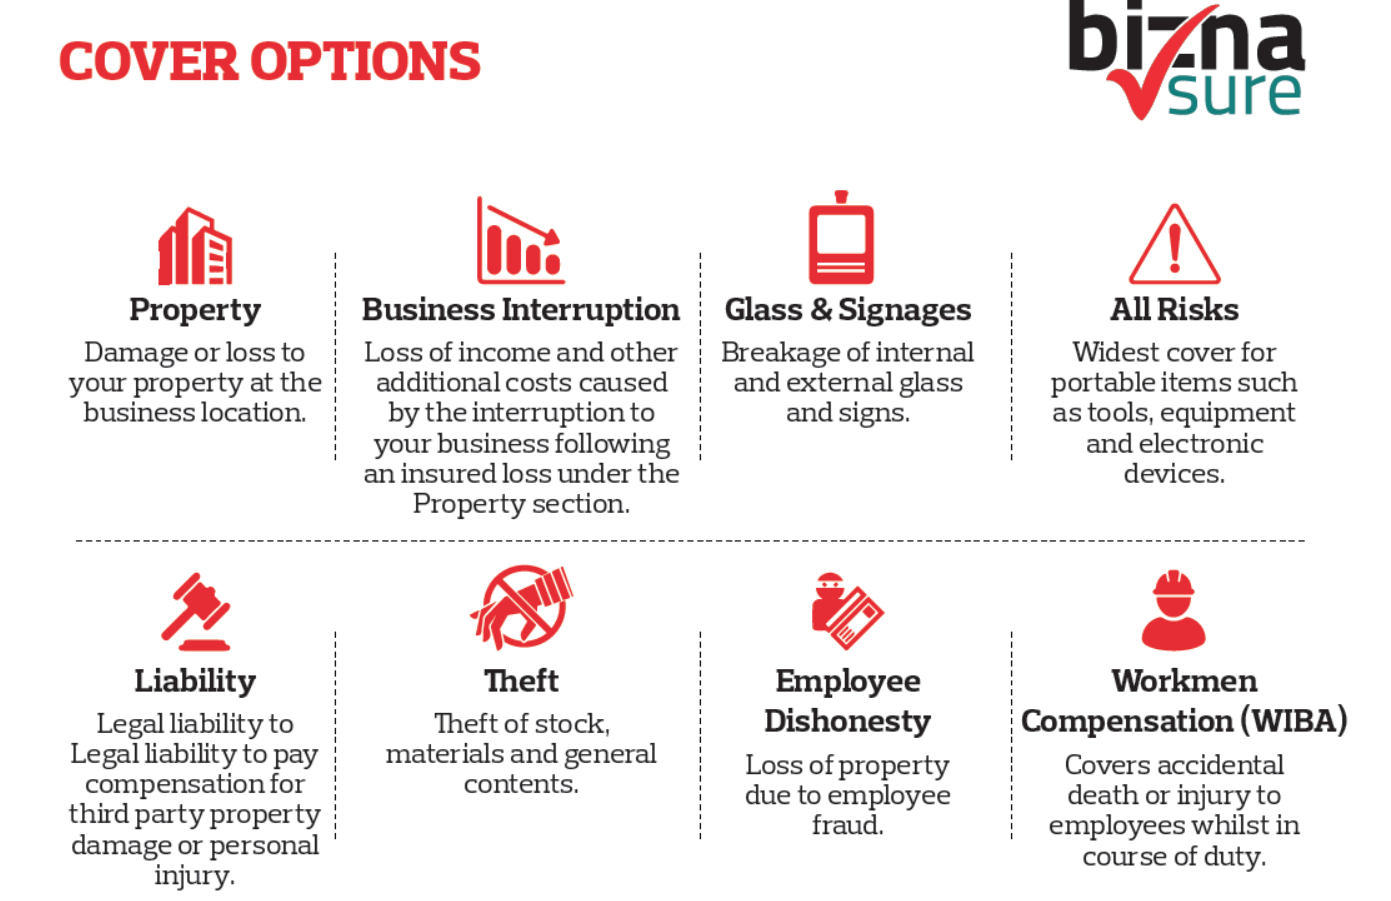 COVER OPTIONS
bizna
sure
Property
Damage or loss to
your property at the
business location.
Business Interruption
Loss of income and other
additional costs caused
by the interruption to
your business following
an insured loss under the
Property section.
Glass & Signages
Breakage of internal
and external glass
and signs.
All Risks
Widest cover for
portable items such
as tools, equipment
and electronic
devices.
Liability
Legal liability to
Legal liability to pay
compensation for
third party property
damage or personal
injury.
Theft
Theft of stock,
materials and general
contents.
Employee
Dishonesty
Loss of property
due to employee
fraud.
Workmen
Compensation (WIBA)
Covers accidental
death or injury to
employees whilst in
course of duty.